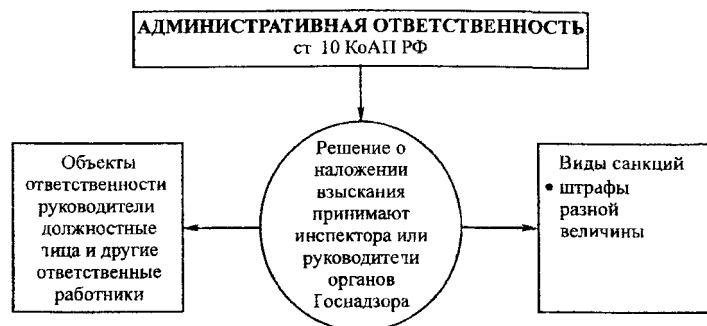 АДМИНИСТРАТИВНАЯ ОТВЕТСТВЕННОСТЬ
ст 10 КоАП РФ
Объекты
ответственности
руководители
должностные
лица и другие
ответственные
работники
Решение о
наложении
взыскания
принимают
инспектора или
руководители
органов
Госнадзора
Виды санкций
• штрафы
разной
величины